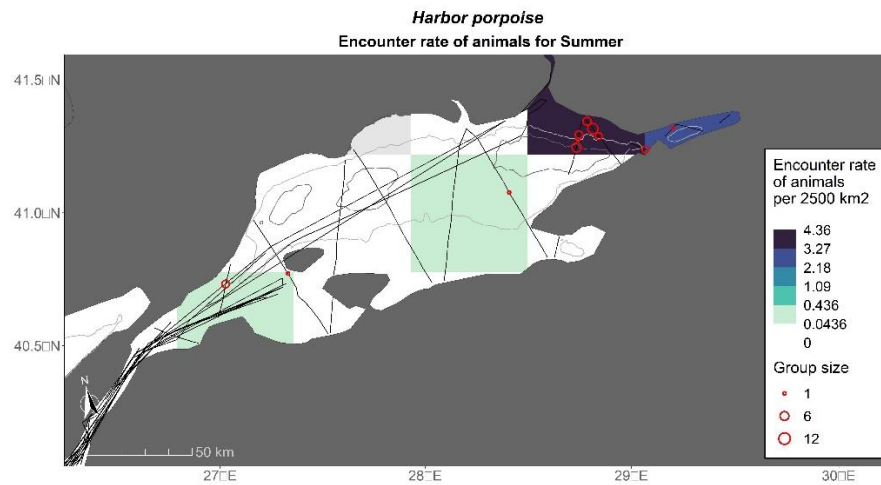 Harbor porpoise
Encounter rate of animals for Summer
41.5□N
41.0□N
40.5□N
N
50 km
27□E
28□E
29□E
30□E
Encounter rate
of animals
per 2500 km2
4.36
3.27
2.18
1.09
0.436
0.0436
0
Group size
1
6
12